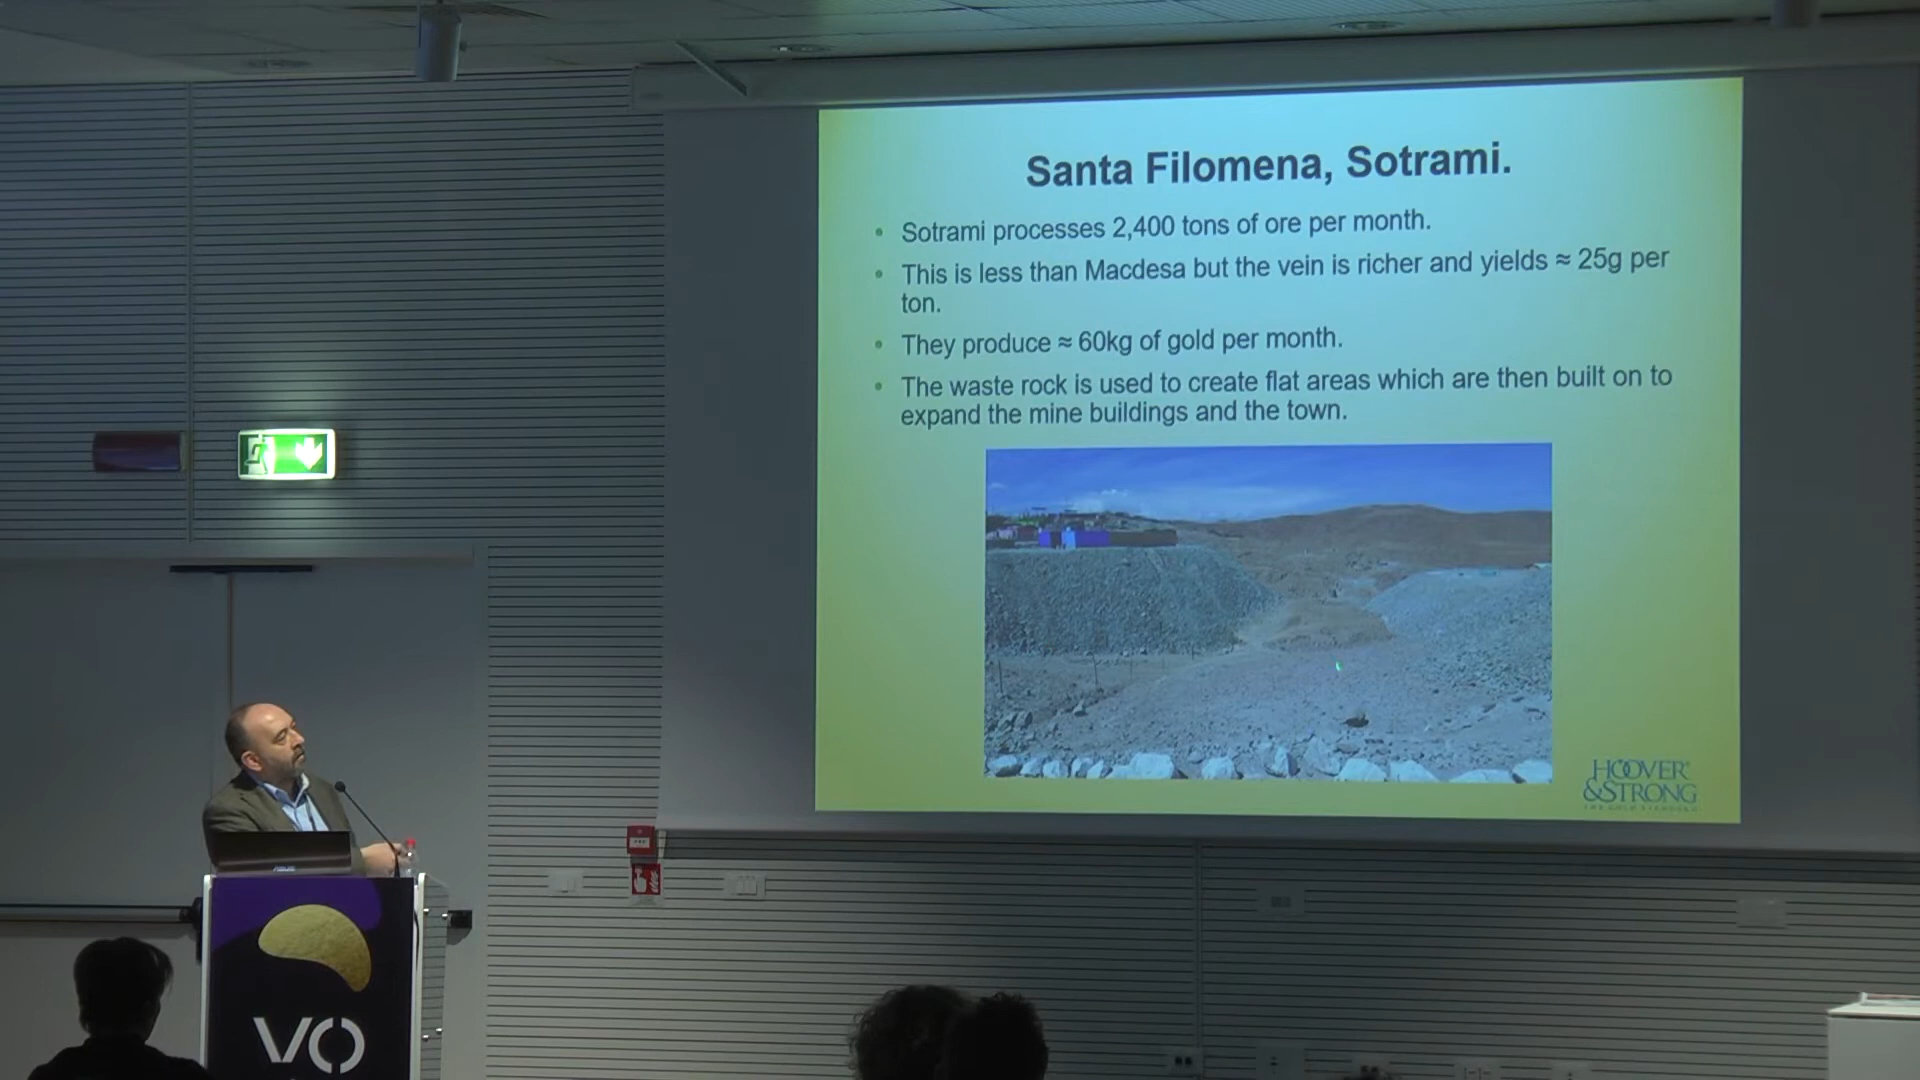 Santa Filomena, Sotrami.
• Sotrami processes 2,400 tons of ore per month.
• This is less than Macdesa but the vein is richer and yields ≈ 25g per
ton.
• They produce ≈ 60kg of gold per month.
• The waste rock is used to create flat areas which are then built on to
expand the mine buildings and the town.
HOOVER
&STRONG
VO